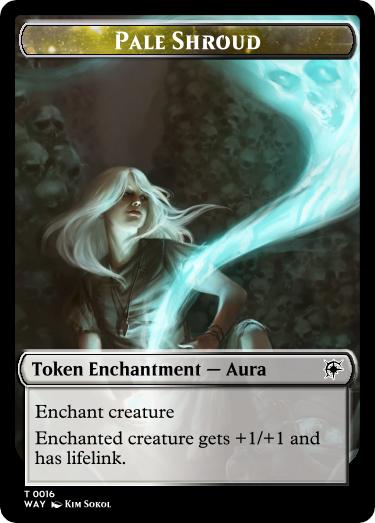 Pale Shroud
Token Enchantment — Aura
Enchant creature
Enchanted creature gets +1/+1 and
has lifelink.
T 0016
WAY Kim Sokol